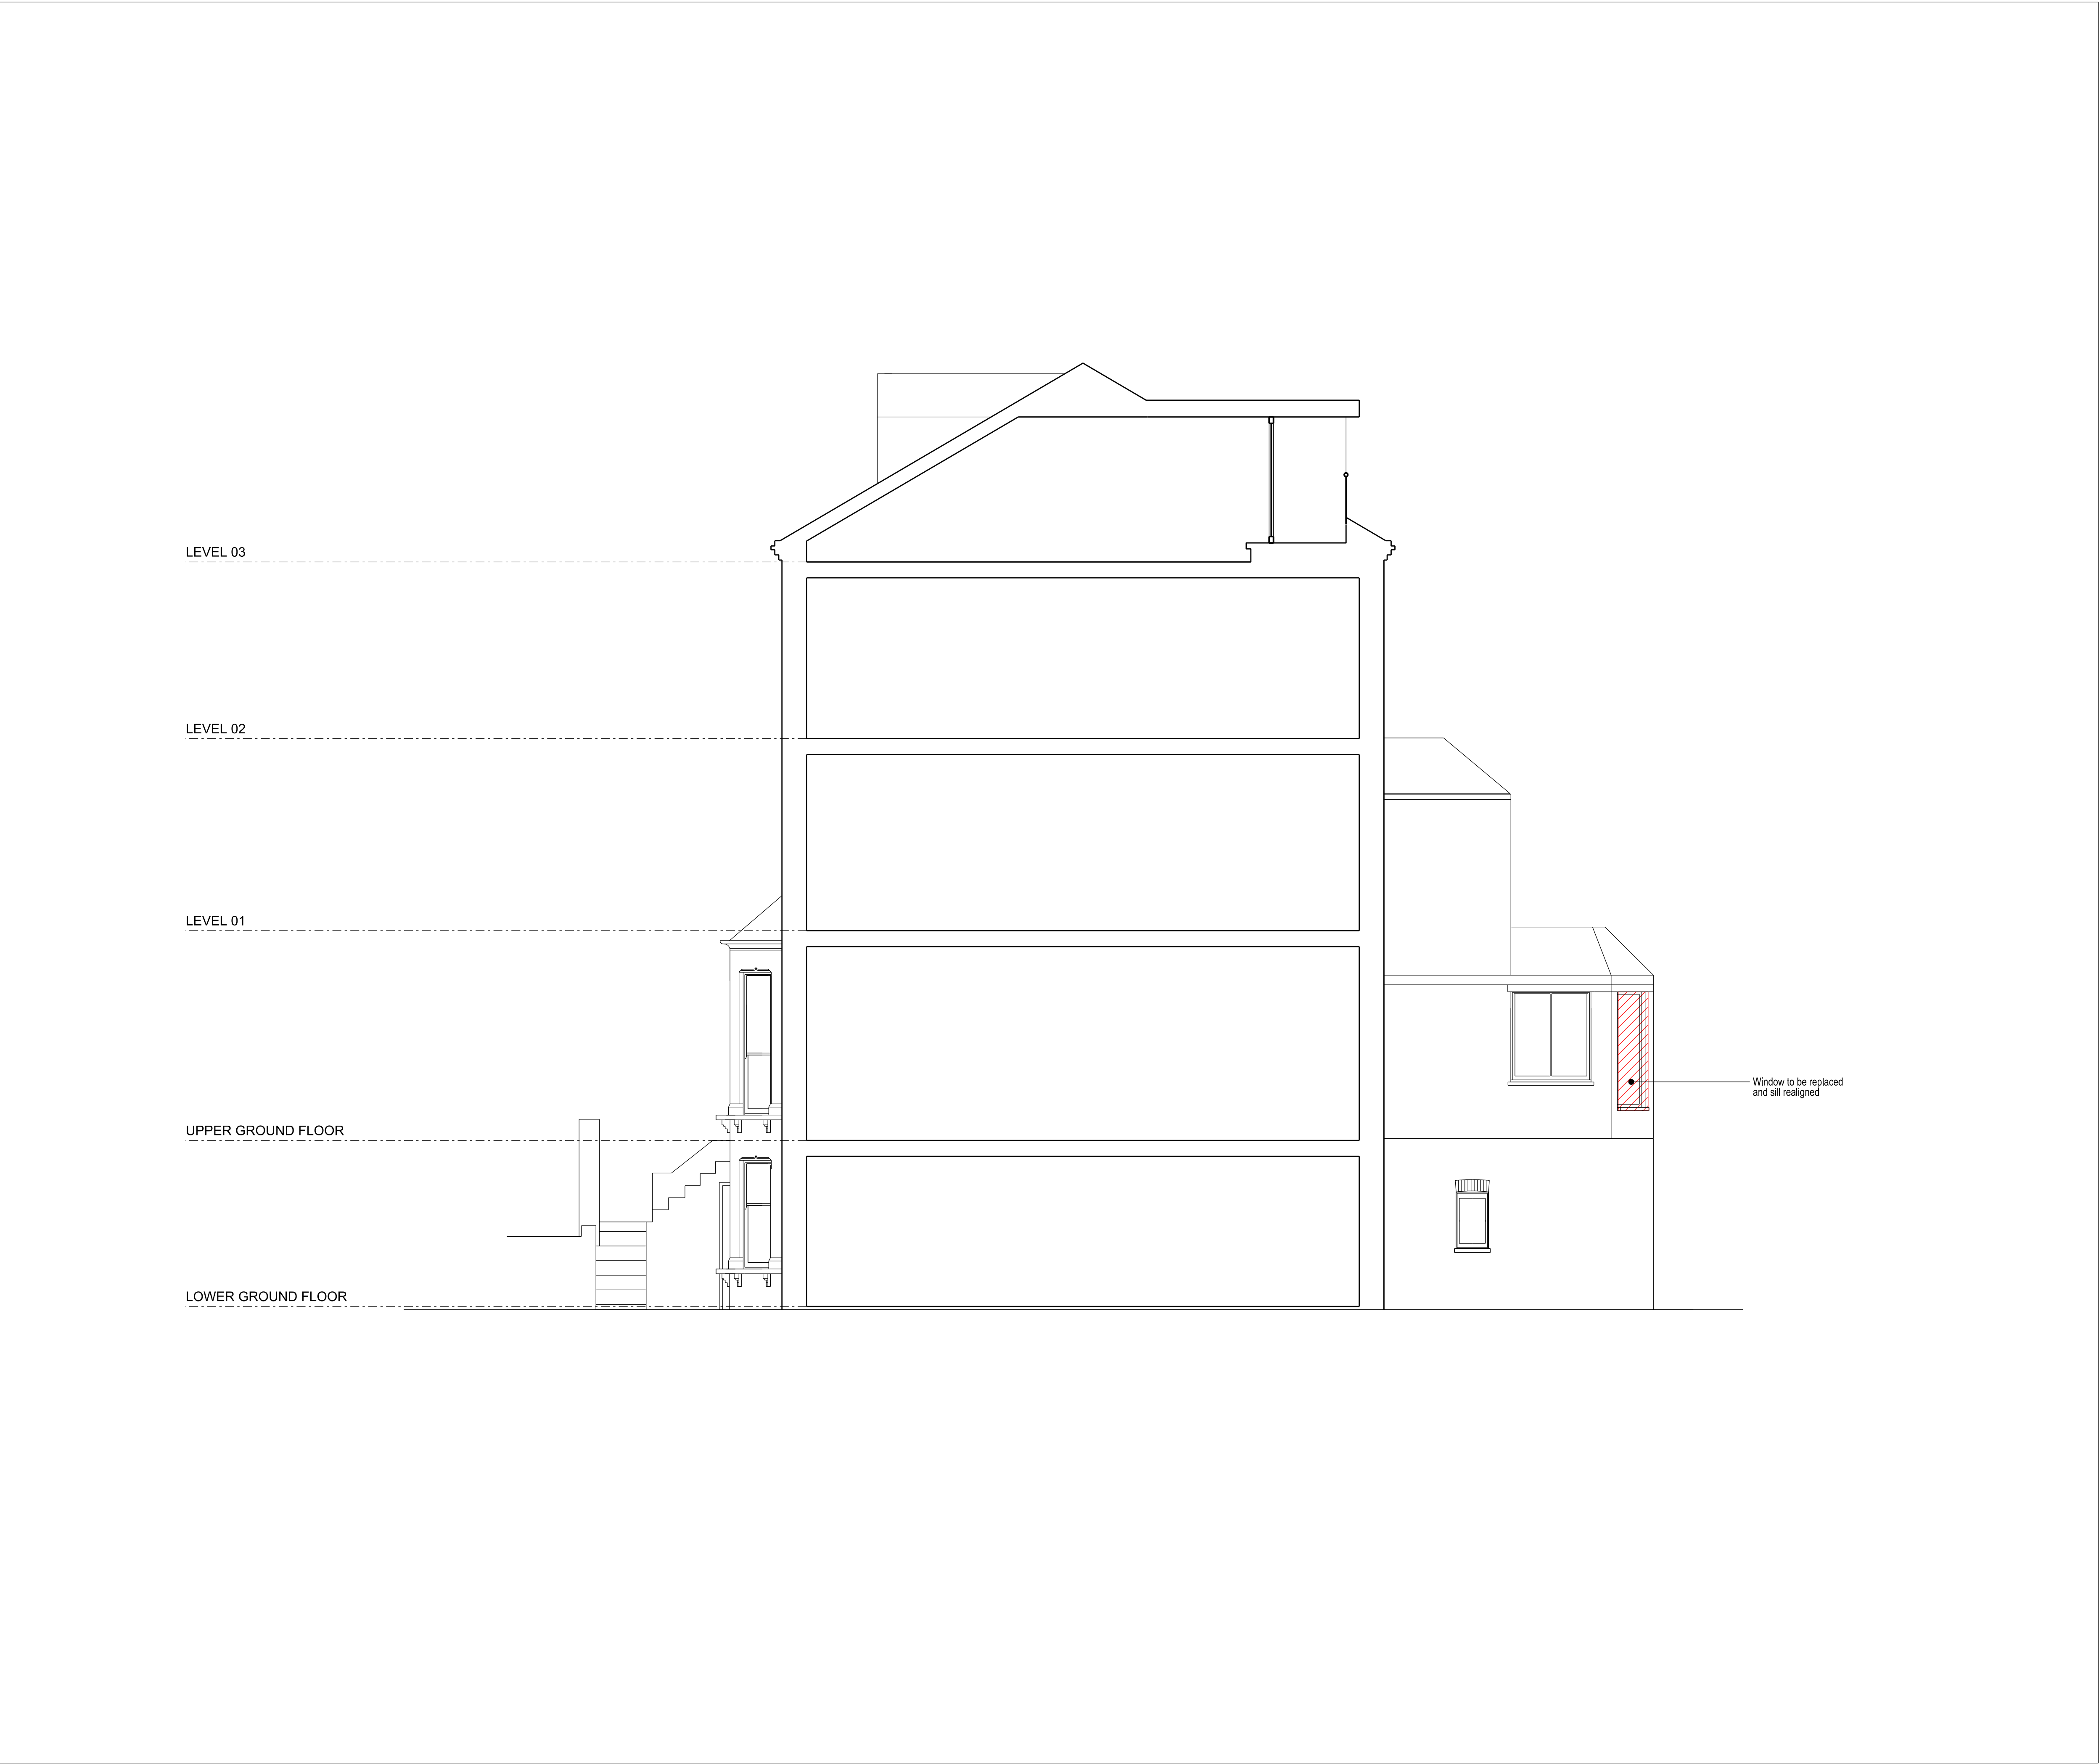 LEVEL 03
LEVEL 02
LEVEL 01
Window to be replaced
and sill realigned
UPPER GROUND FLOOR
LOWER GROUND FLOOR